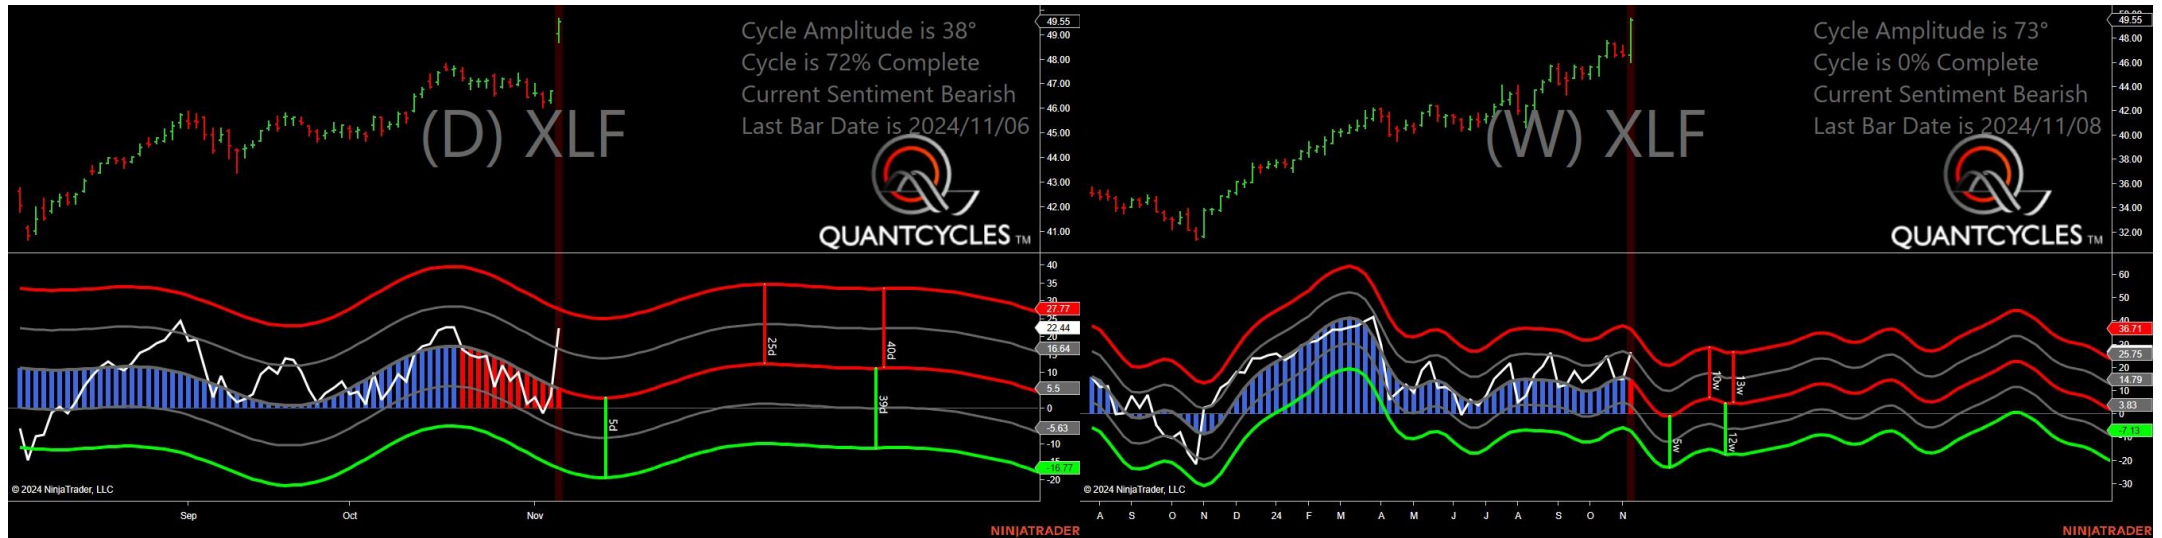 Cycle Amplitude is 38°
Cycle is 72% Complete
Current Sentiment Bearish
Last Bar Date is 2024/11/06
(D) XLF
QUANTCYCLES TM
49.55
49.00
48.00
47.00
46.00
45.00
44.00
43.00
42.00
41.00
40
35
30
27.77
25
22.44
16.64
10
5.5
0
-5.63
-10
-16.77
-20
25d
40d
5d
39d
© 2024 NinjaTrader, LLC
Sep Oct Nov
NINJATRADER
Cycle Amplitude is 73°
Cycle is 0% Complete
Current Sentiment Bearish
Last Bar Date is 2024/11/08
(W) XLF
QUANTCYCLES TM
49.55
48.00
46.00
44.00
42.00
40.00
38.00
36.00
34.00
32.00
60
50
40
36.71
25.75
20
14.79
10
3.83
0
-7.13
-20
-30
10w
13w
12w
© 2024 NinjaTrader, LLC
A S O N D 24 F M A M J J A S O N
NINJATRADER